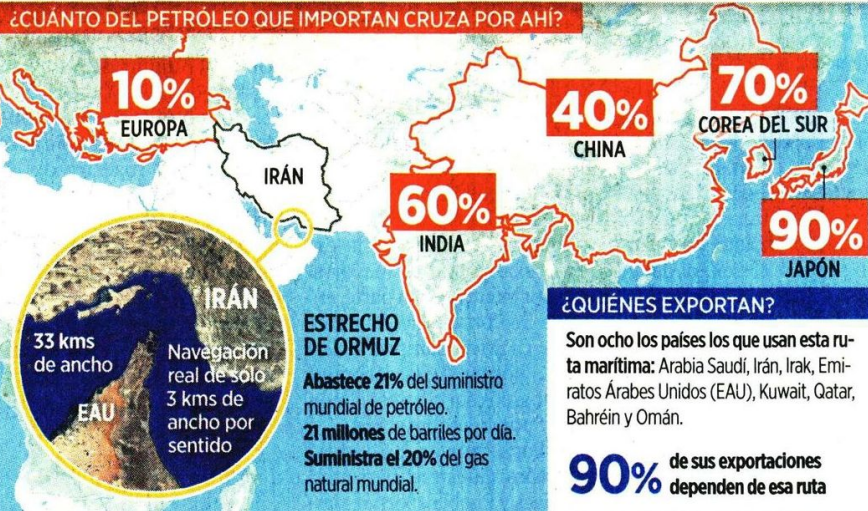 ¿CUÁNTO DEL PETRÓLEO QUE IMPORTAN CRUZA POR AHÍ?
10%
EUROPA
IRÁN
60%
INDIA
40%
CHINA
70%
COREA DEL SUR
90%
JAPÓN
IRÁN
33 kms
de ancho
EAU
Navegación
real de sólo
3 kms de
ancho por
sentido
ESTRECHO
DE ORMUZ
Abastece 21% del suministro
mundial de petróleo.
21 millones de barriles por día.
Suministra el 20% del gas
natural mundial.
¿QUIÉNES EXPORTAN?
Son ocho los países los que usan esta ru-
ta marítima: Arabia Saudí, Irán, Irak, Emi-
ratos Árabes Unidos (EAU), Kuwait, Qatar,
Bahréin y Omán.
90% de sus exportaciones
dependen de esa ruta